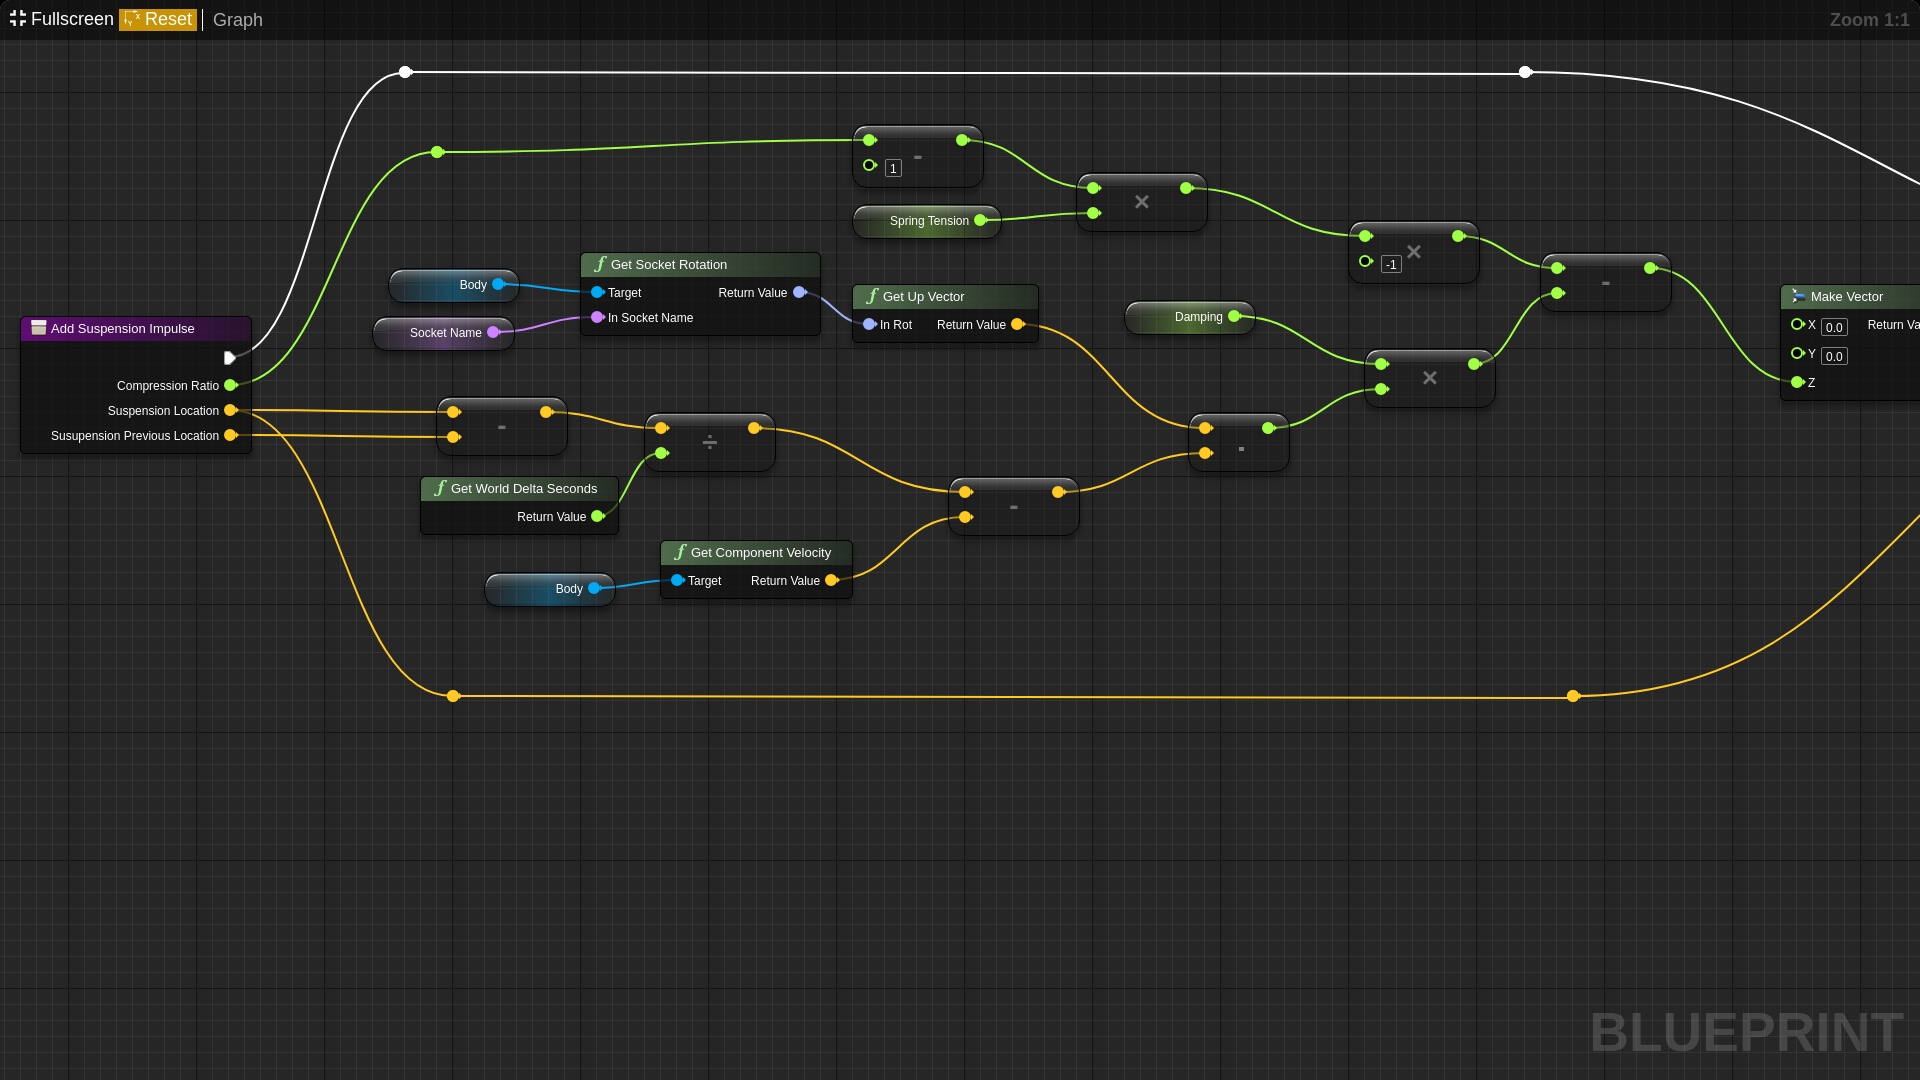 Fullscreen Reset Graph Zoom 1:1
-
1
Spring Tension
×
×
-1
-
Get Socket Rotation
Target Return Value
In Socket Name
Body
Socket Name
Get Up Vector
In Rot Return Value
Damping
×
Make Vector
X 0.0 Return Va
Y 0.0
Z
Add Suspension Impulse
Compression Ratio
Suspension Location
Susupension Previous Location
-
÷
.
Get World Delta Seconds
Return Value
-
Get Component Velocity
Target Return Value
Body
BLUEPRINT